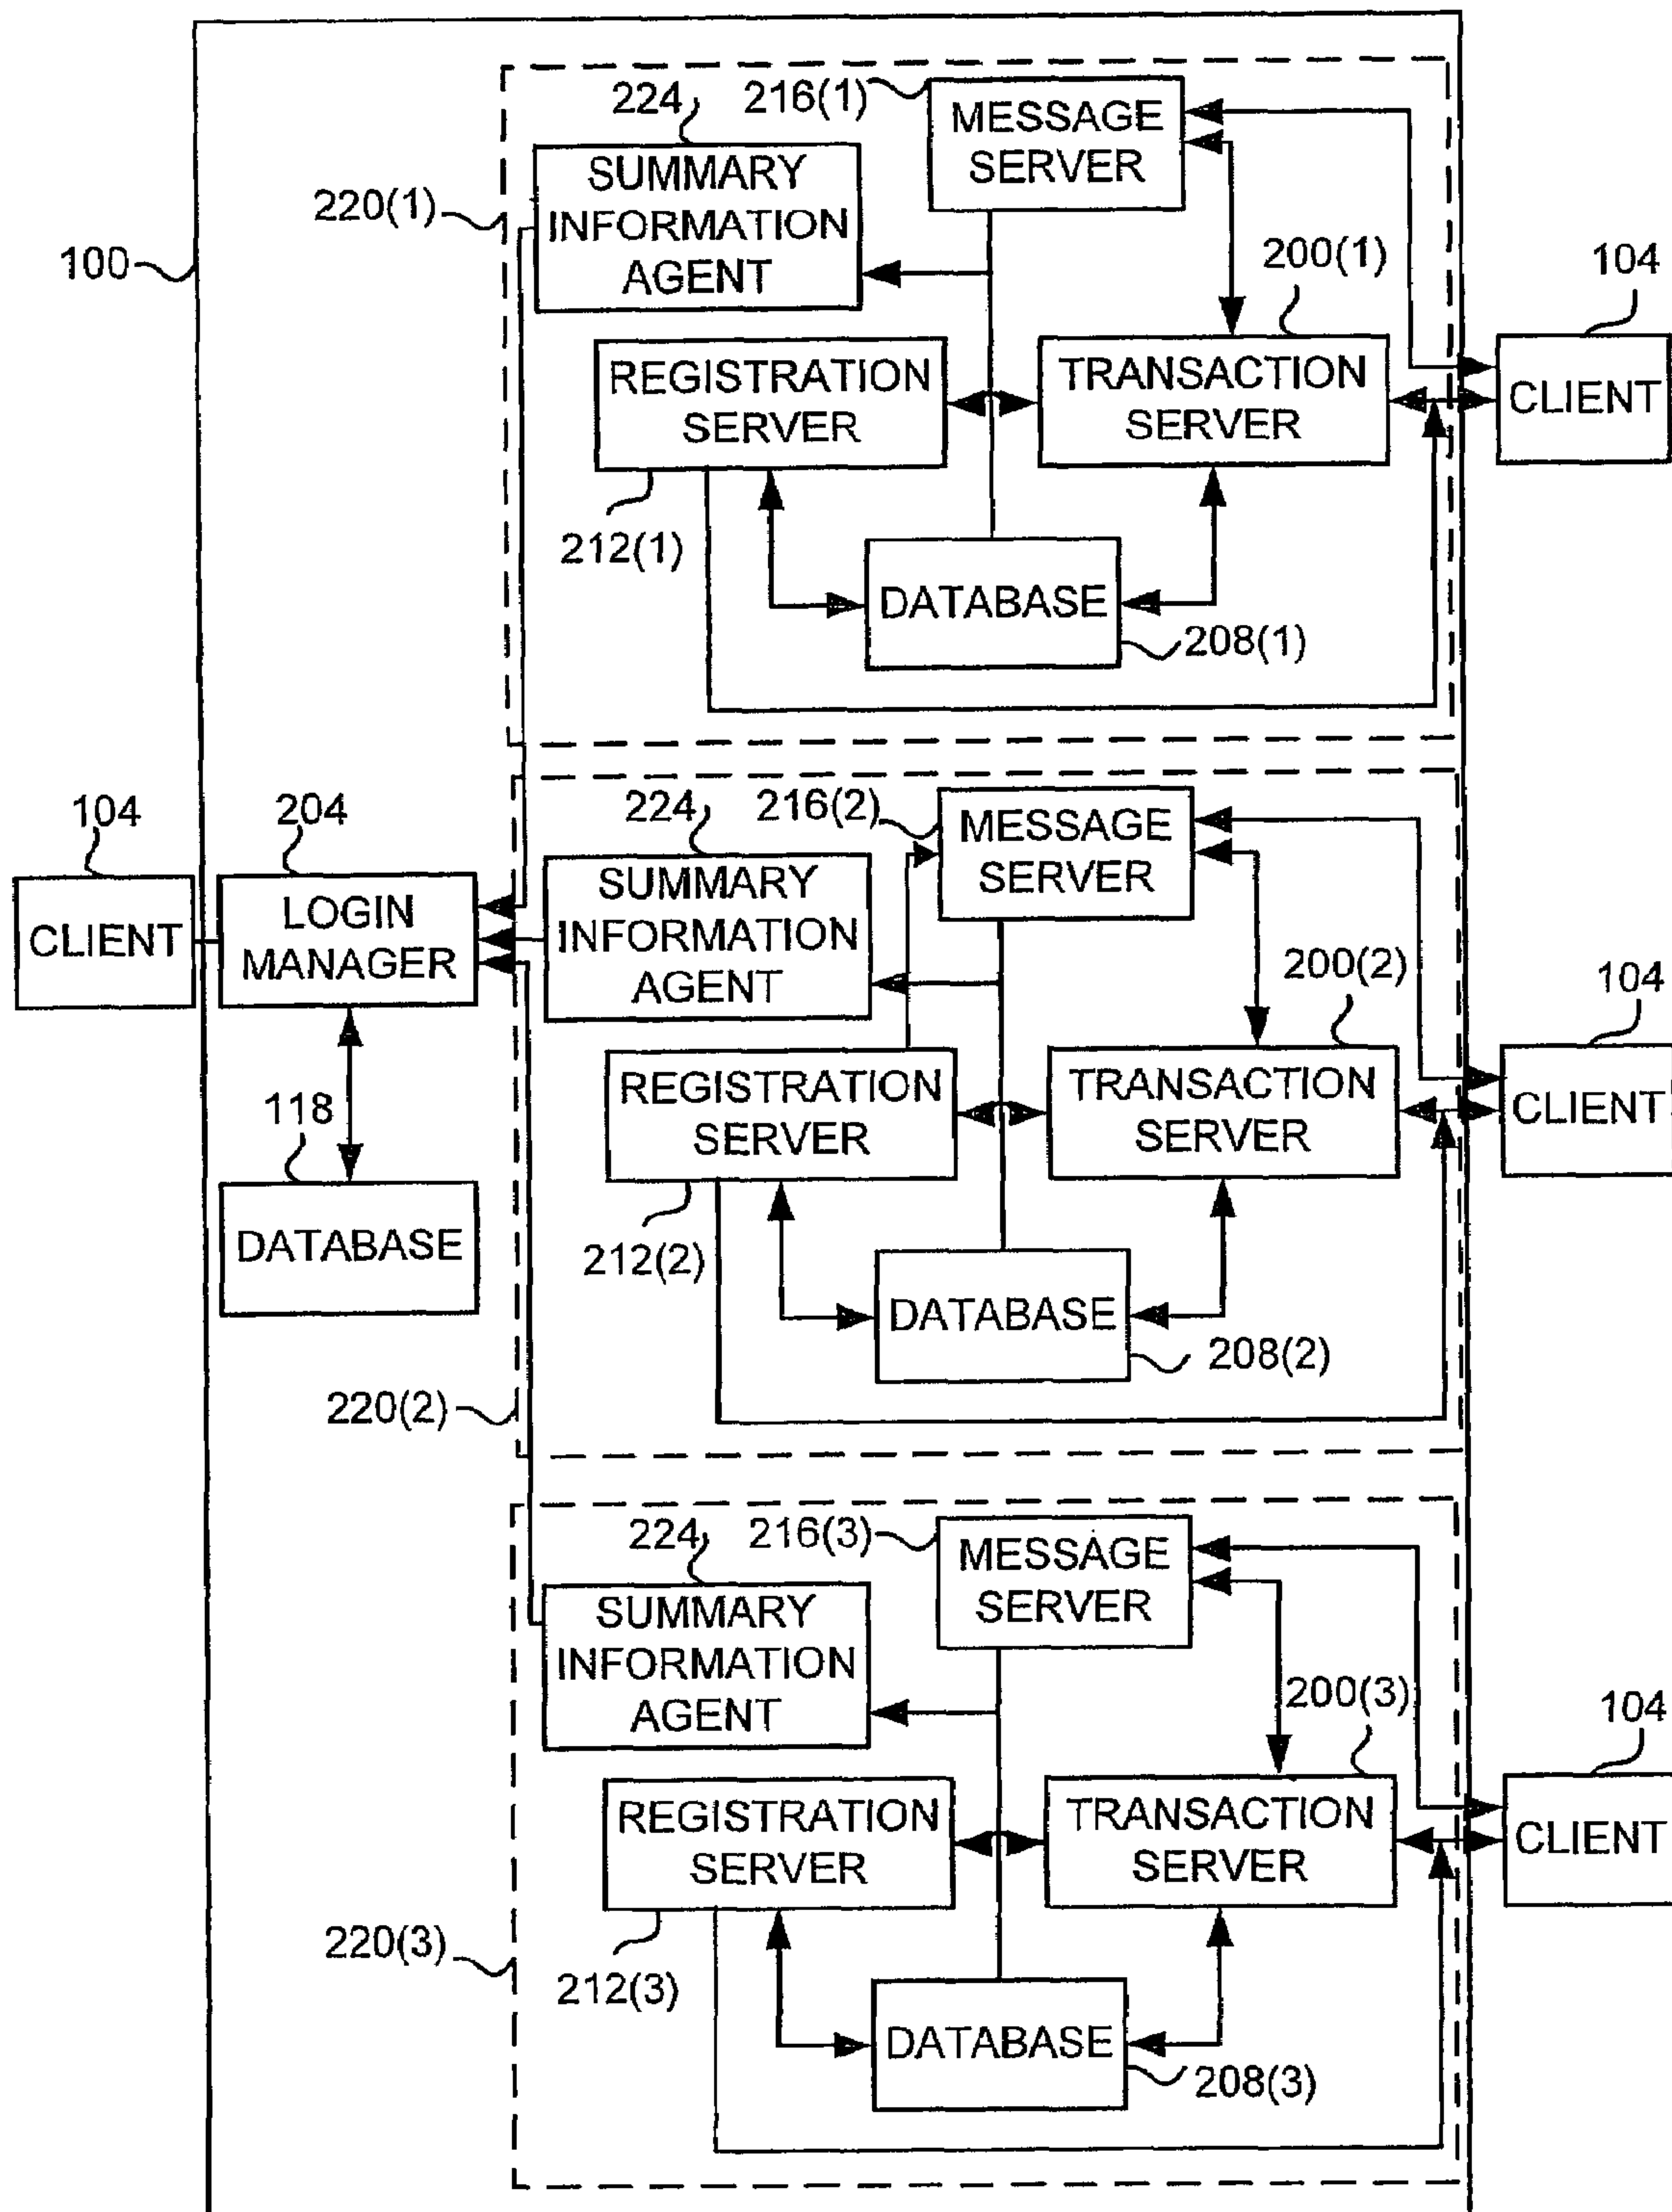 224
216(1)
MESSAGE
SERVER
SUMMARY
INFORMATION
AGENT
220(1)
100
200(1)
104
REGISTRATION
SERVER
TRANSACTION
SERVER
CLIENT
212(1)
DATABASE
208(1)
104
204
224
216(2)
MESSAGE
SERVER
CLIENT
LOGIN
MANAGER
SUMMARY
INFORMATION
AGENT
200(2)
104
118
REGISTRATION
SERVER
TRANSACTION
SERVER
CLIENT
DATABASE
212(2)
DATABASE
208(2)
220(2)
224
216(3)
MESSAGE
SERVER
SUMMARY
INFORMATION
AGENT
200(3)
104
REGISTRATION
SERVER
TRANSACTION
SERVER
CLIENT
220(3)
212(3)
DATABASE
208(3)